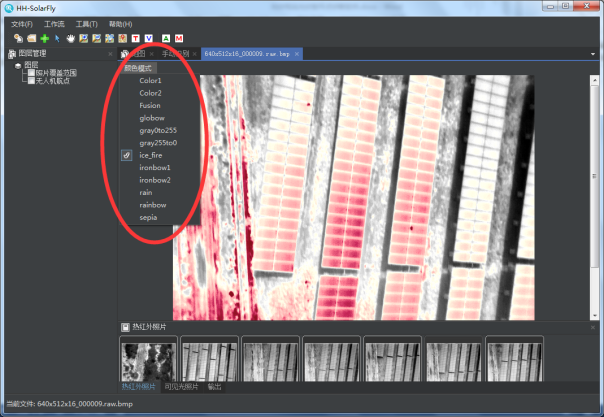 HH-SolarFly
文件(F) 工作流 工具(T) 帮助(H)
T V A M
图层管理
手动识别 640x512x16_000009.raw.bmp
图层
照片覆盖范围
无人机航点
颜色模式
Color1
Color2
Fusion
globow
gray0to255
gray255to0
ice_fire
ironbow1
ironbow2
rain
rainbow
sepia
热红外照片
热红外照片 可见光照片 输出
当前文件: 640x512x16_000009.raw.bmp